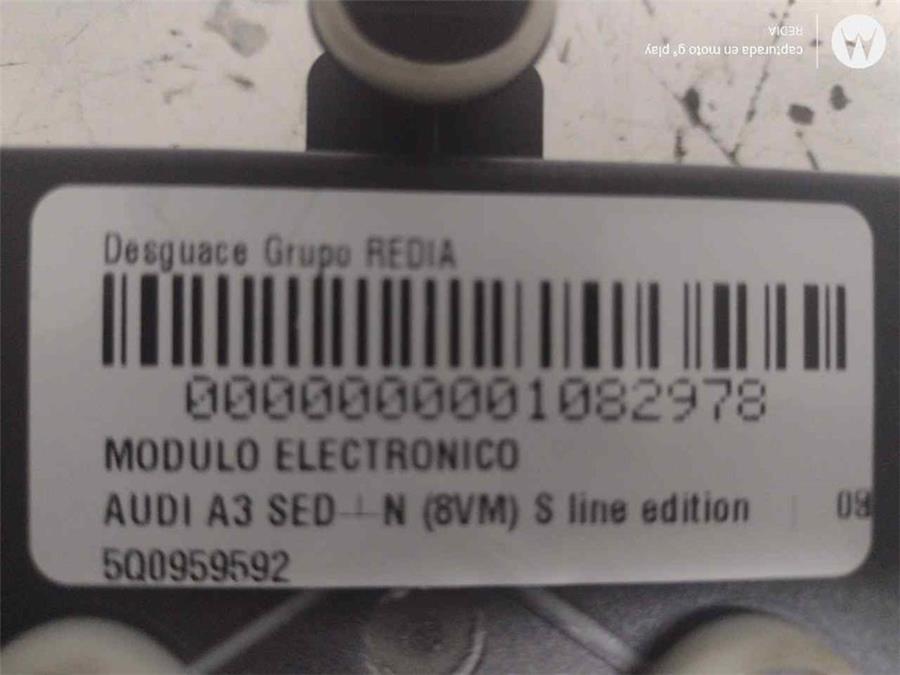 capturada en moto g⁸ play
REDIA
Desguace Grupo REDIA
0000000001082978
MODULO ELECTRONICO
AUDI A3 SED┴N (8VM) S line edition | 08
5Q0959592